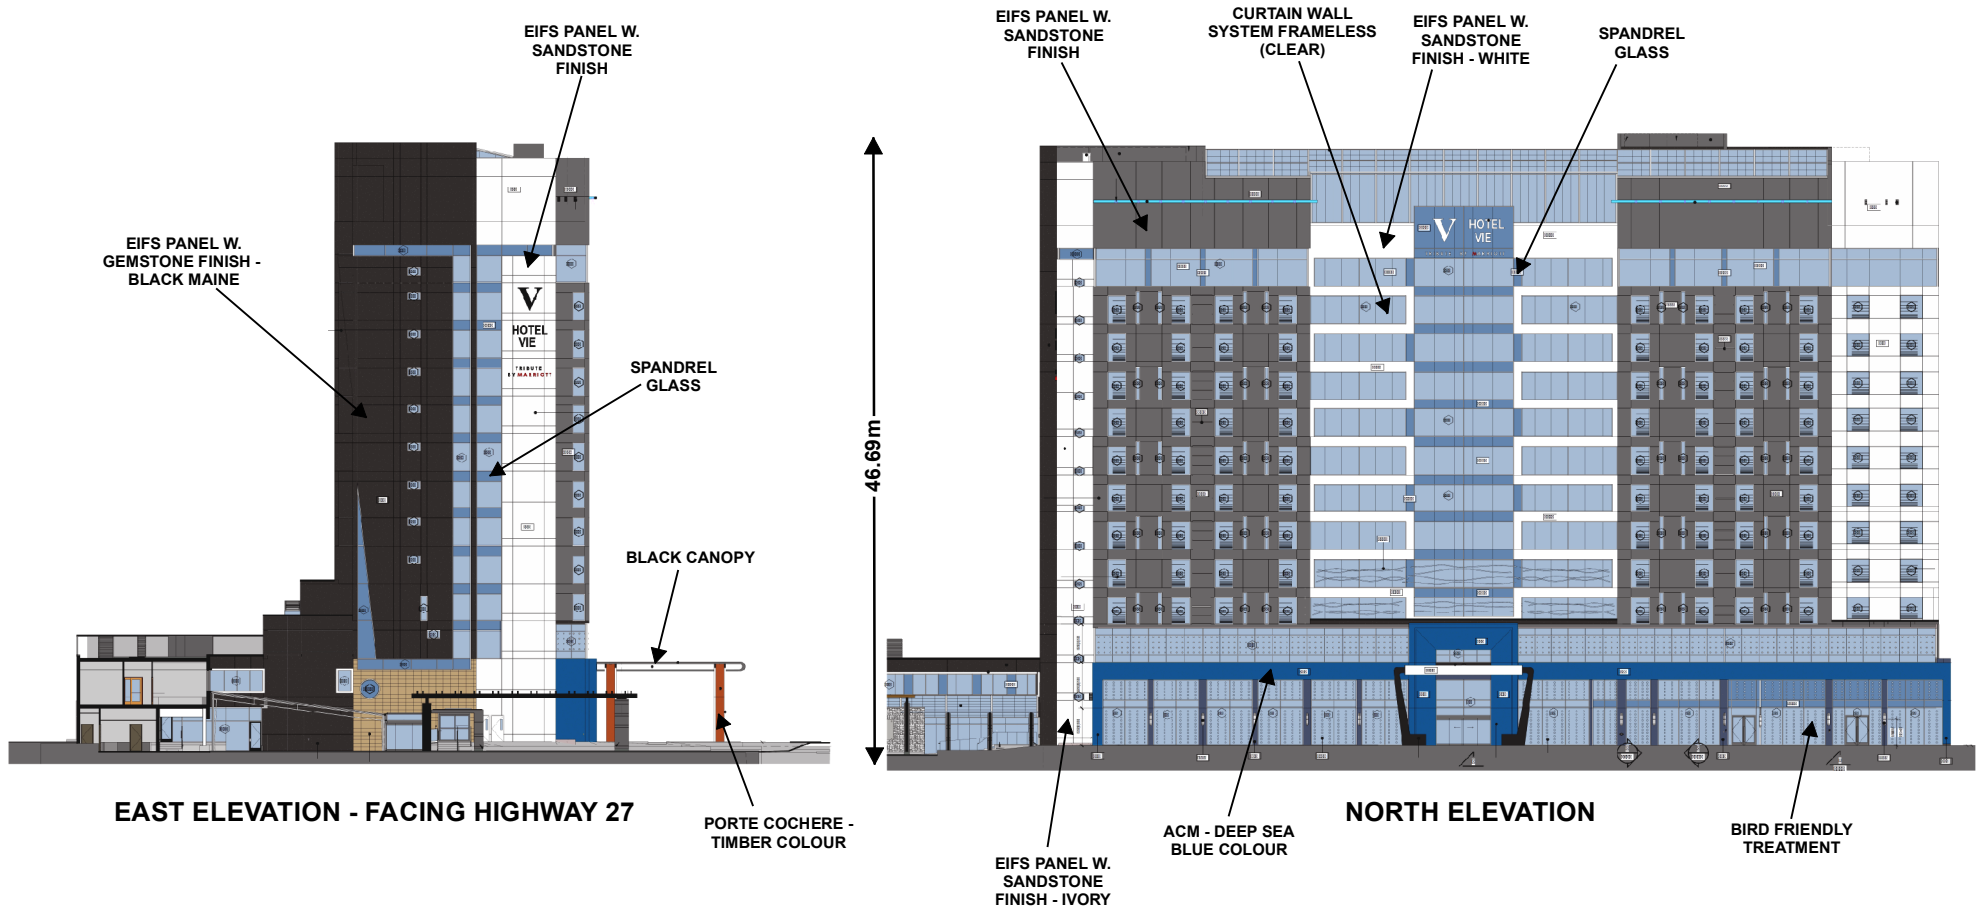 EIFS PANEL W.
SANDSTONE
FINISH
EIFS PANEL W.
GEMSTONE FINISH -
BLACK MAINE
V
HOTEL
VIE
TRIBUTE
BY MARRIOTT
SPANDREL
GLASS
BLACK CANOPY
PORTE COCHERE -
TIMBER COLOUR
EAST ELEVATION - FACING HIGHWAY 27
EIFS PANEL W.
SANDSTONE
FINISH
CURTAIN WALL
SYSTEM FRAMELESS
(CLEAR)
EIFS PANEL W.
SANDSTONE
FINISH - WHITE
SPANDREL
GLASS
46.69m
V HOTEL
VIE
EIFS PANEL W.
SANDSTONE
FINISH - IVORY
ACM - DEEP SEA
BLUE COLOUR
NORTH ELEVATION
BIRD FRIENDLY
TREATMENT